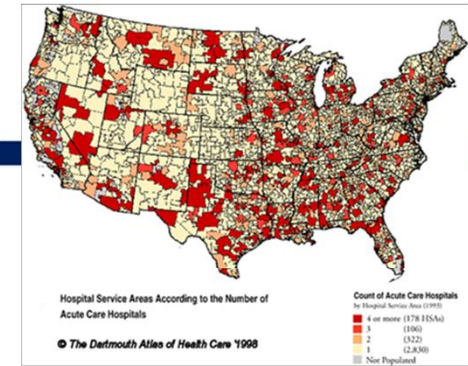 Hospital Service Areas According to the Number of
Acute Care Hospitals
© The Dartmouth Atlas of Health Care '1998
Count of Acute Care Hospitals
by Hospital Service Area (1993)
4 or more (178 HSAs)
3 (106)
2 (322)
1 (2,830)
Not Populated